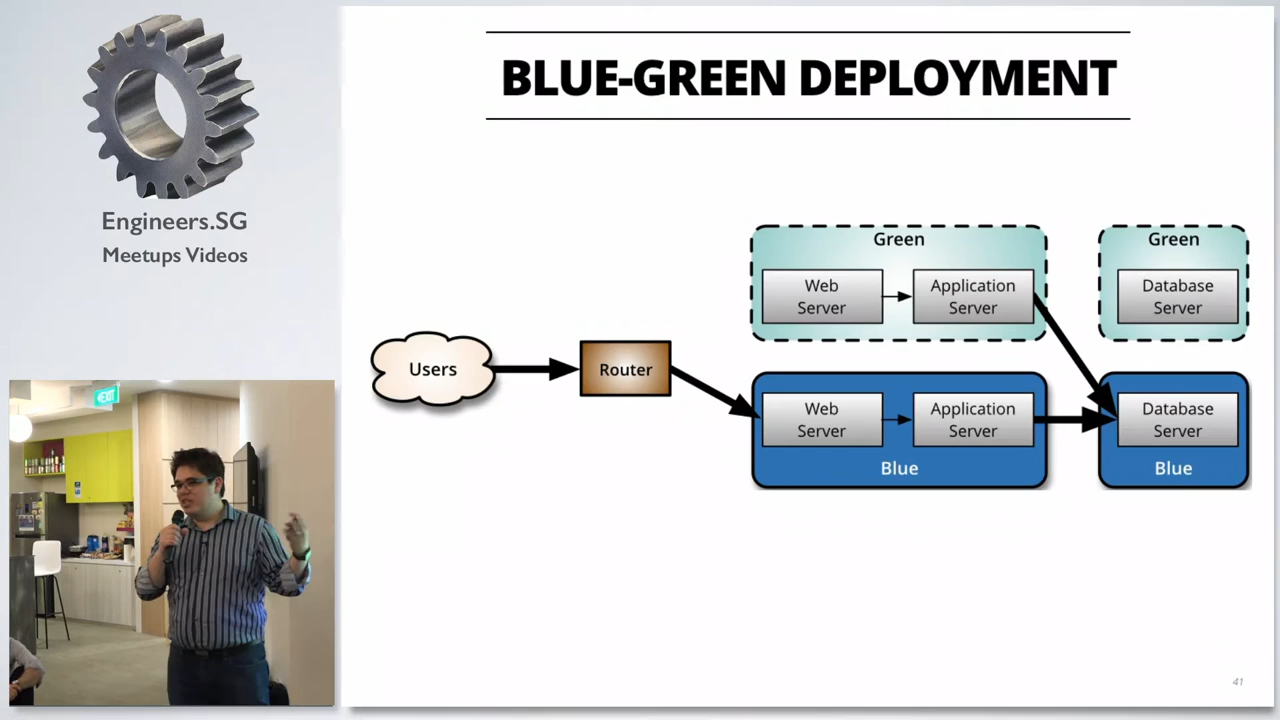 Engineers.SG
Meetups Videos
EXIT
BLUE-GREEN DEPLOYMENT
Users
Router
Green
Web
Server
Application
Server
Green
Database
Server
Web
Server
Application
Server
Blue
Database
Server
Blue
41